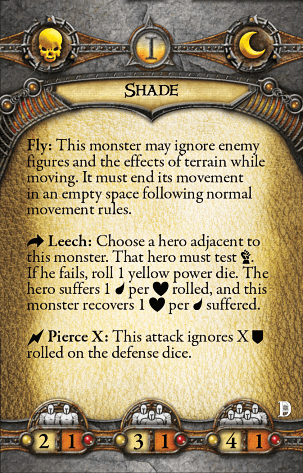 I
SHADE
Fly: This monster may ignore enemy
figures and the effects of terrain while
moving. It must end its movement
in an empty space following normal
movement rules.
Leech: Choose a hero adjacent to
this monster. That hero must test .
If he fails, roll 1 yellow power die. The
hero suffers 1 per rolled, and this
monster recovers 1 per suffered.
Pierce X: This attack ignores X
rolled on the defense dice.
D
2 1 3 1 4 1